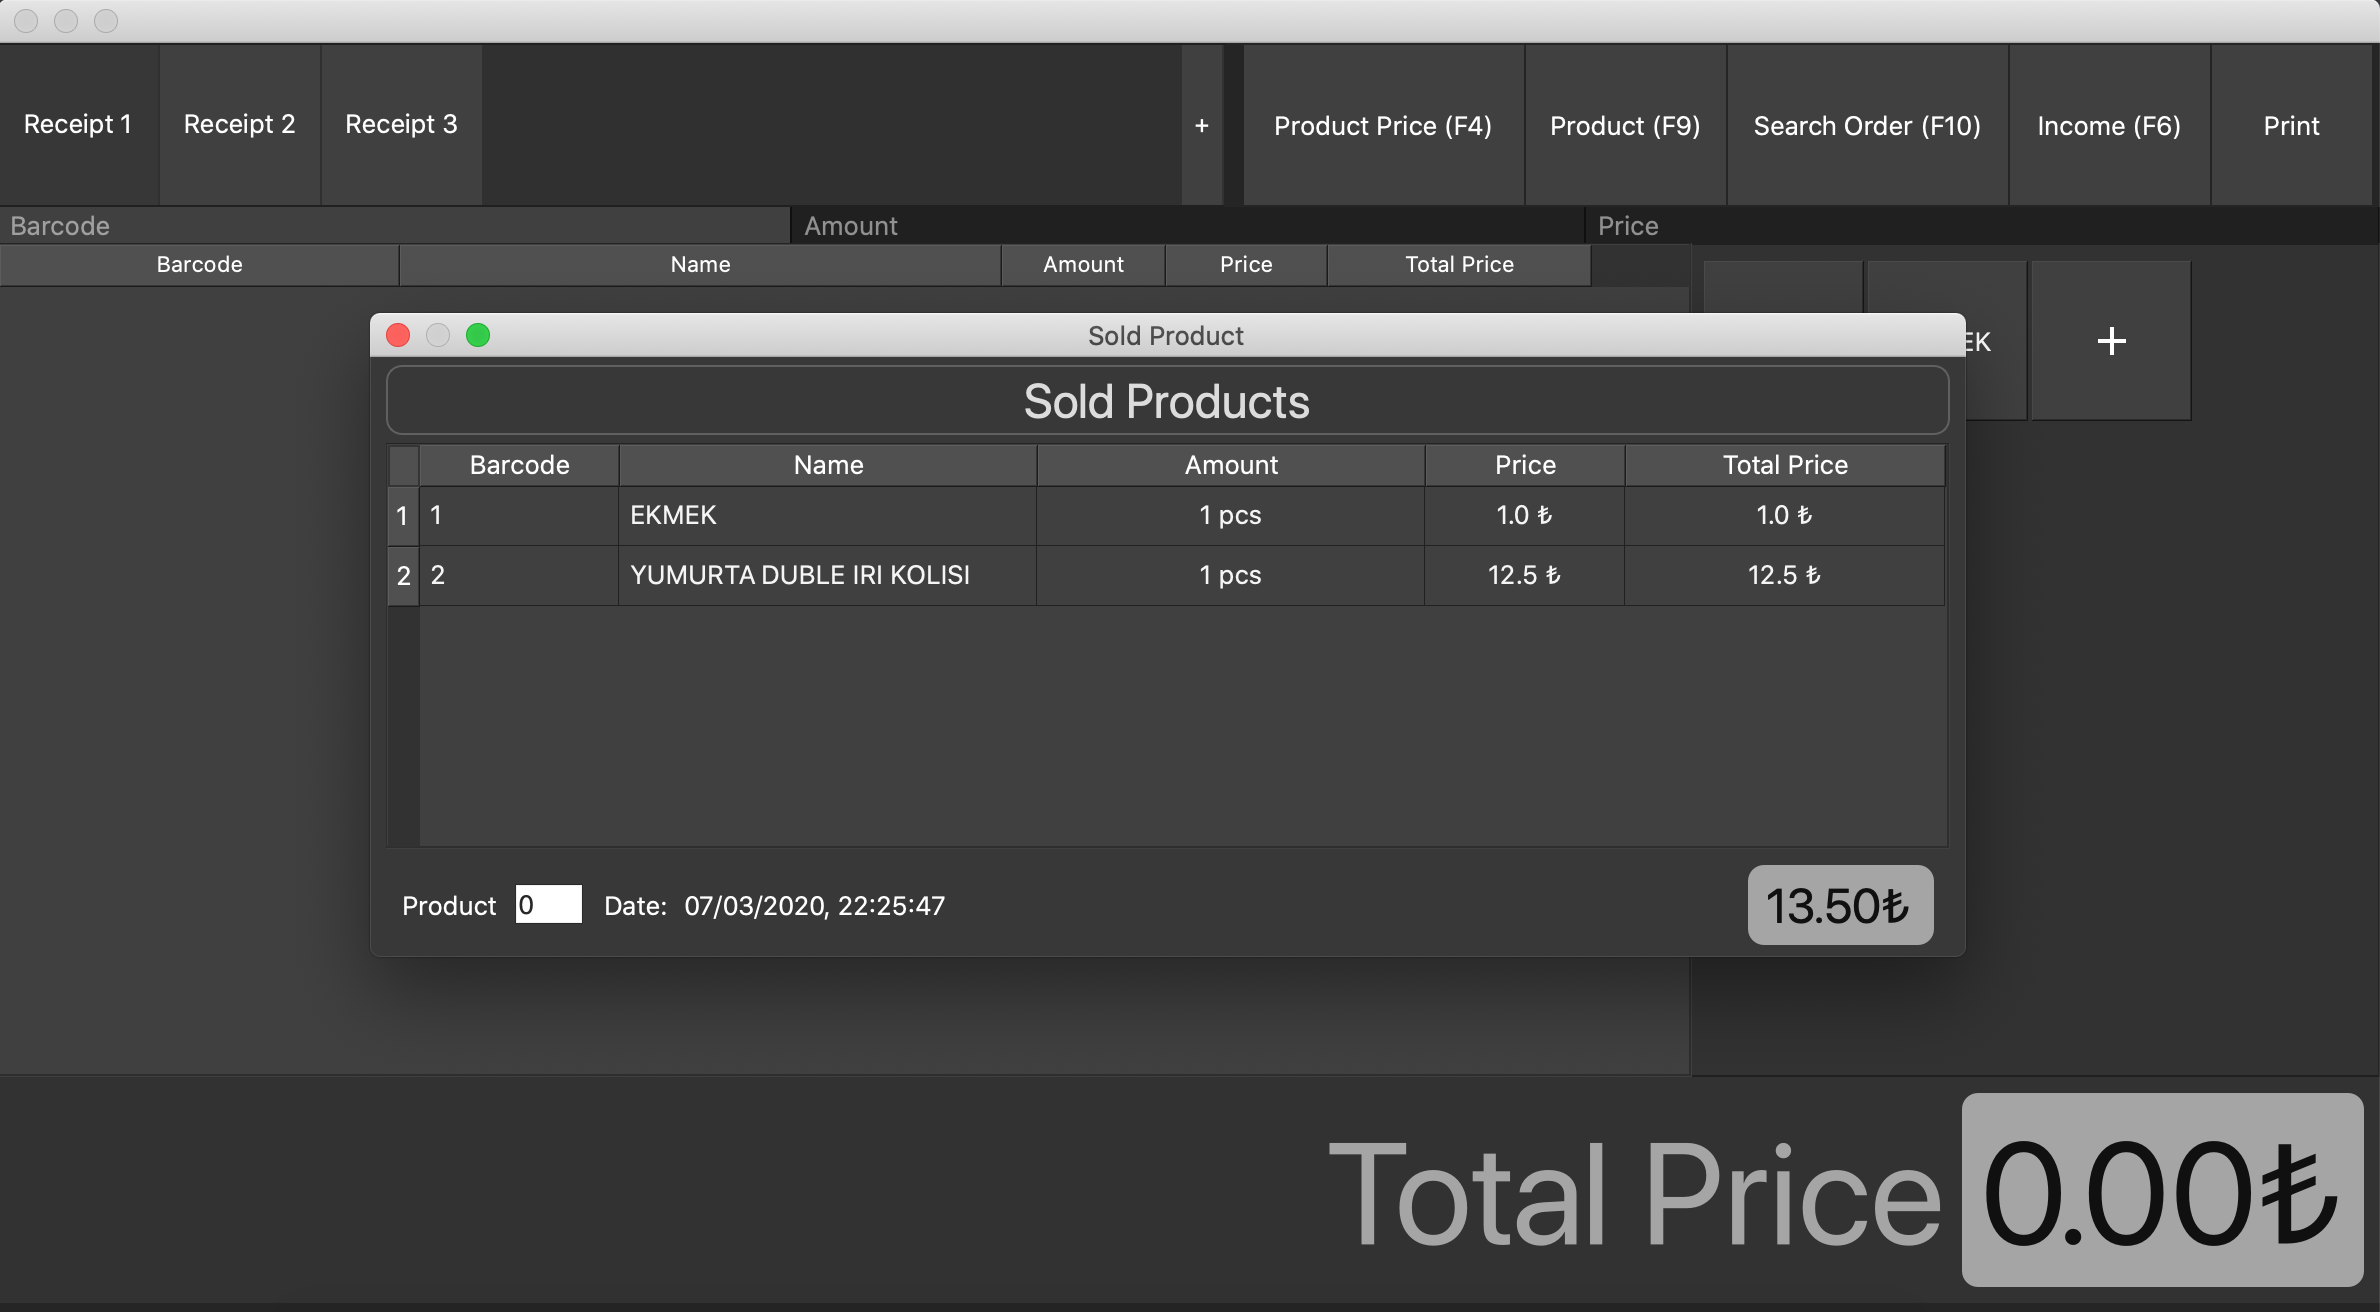 Receipt 1 Receipt 2 Receipt 3 + Product Price (F4) Product (F9) Search Order (F10) Income (F6) Print
Barcode Amount Price
Barcode Name Amount Price Total Price
+
Sold Product
Sold Products
Barcode Name Amount Price Total Price
1 1 EKMEK 1 pcs 1.0 ₺ 1.0 ₺
2 2 YUMURTA DUBLE IRI KOLISI 1 pcs 12.5 ₺ 12.5 ₺
Product 0 Date: 07/03/2020, 22:25:47 13.50₺
Total Price 0.00₺